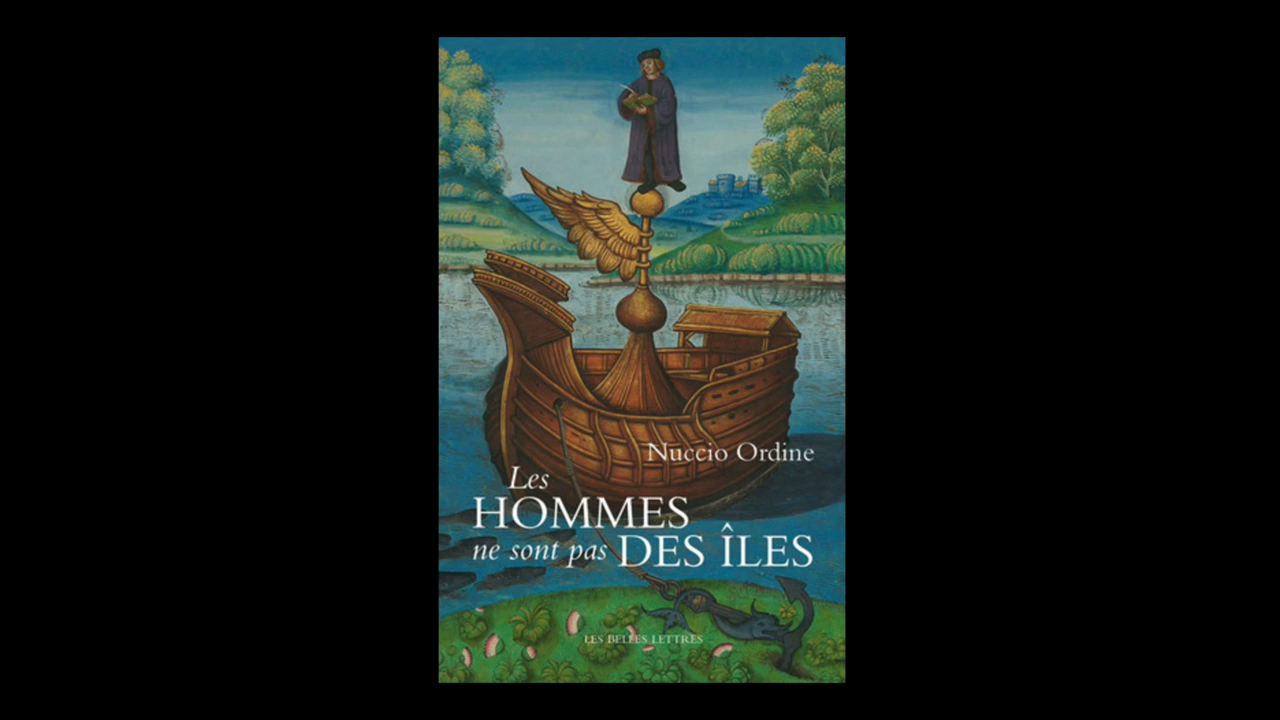 Nuccio Ordine
Les
HOMMES
ne sont pas DES ÎLES
LES BELLES LETTRES